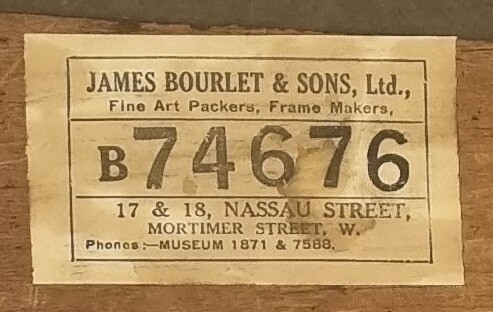 JAMES BOURLET & SONS, Ltd.,
Fine Art Packers, Frame Makers,
B74676
17 & 18, NASSAU STREET,
MORTIMER STREET, W.
Phones:—MUSEUM 1871 & 7588.